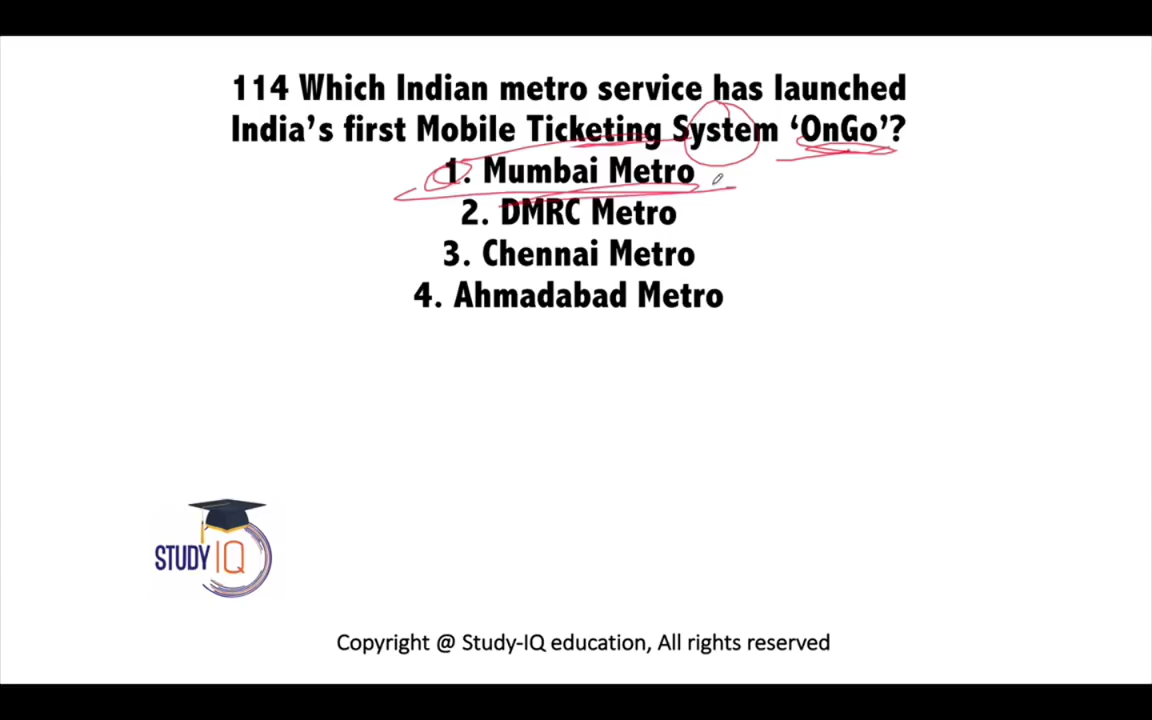 114 Which Indian metro service has launched
India's first Mobile Ticketing System ‘OnGo’?
1. Mumbai Metro
2. DMRC Metro
3. Chennai Metro
4. Ahmadabad Metro
STUDY IQ
Copyright @ Study-IQ education, All rights reserved